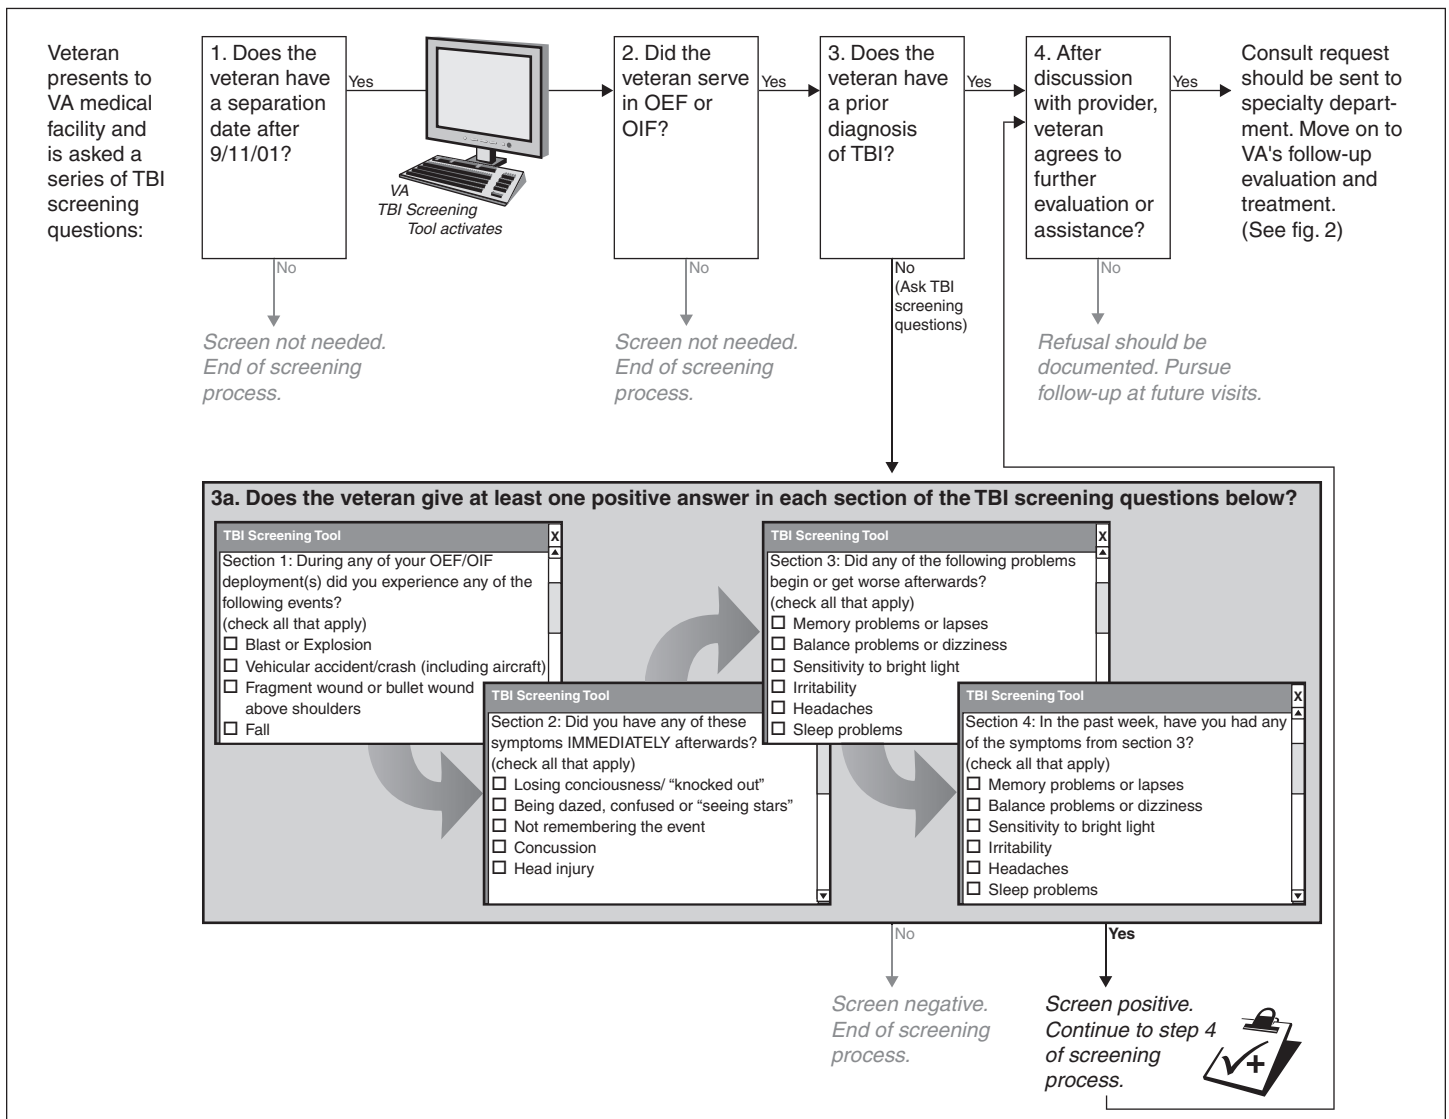 Veteran
presents to
VA medical
facility and
is asked a
series of TBI
screening
questions:
1. Does the
veteran have
a separation
date after
9/11/01?
Yes
No
Screen not needed.
End of screening
process.
VA
TBI Screening
Tool activates
2. Did the
veteran serve
in OEF or
OIF?
Yes
No
Screen not needed.
End of screening
process.
3. Does the
veteran have
a prior
diagnosis
of TBI?
Yes
No
(Ask TBI
screening
questions)
4. After
discussion
with provider,
veteran
agrees to
further
evaluation or
assistance?
Yes
No
Refusal should be
documented. Pursue
follow-up at future visits.
Consult request
should be sent to
specialty depart-
ment. Move on to
VA's follow-up
evaluation and
treatment.
(See fig. 2)
3a. Does the veteran give at least one positive answer in each section of the TBI screening questions below?
TBI Screening Tool
X
Section 1: During any of your OEF/OIF
deployment(s) did you experience any of the
following events?
(check all that apply)
Blast or Explosion
Vehicular accident/crash (including aircraft)
Fragment wound or bullet wound
above shoulders
Fall
TBI Screening Tool
Section 2: Did you have any of these
symptoms IMMEDIATELY afterwards?
(check all that apply)
Losing conciousness/ “knocked out”
Being dazed, confused or “seeing stars”
Not remembering the event
Concussion
Head injury
TBI Screening Tool
X
Section 3: Did any of the following problems
begin or get worse afterwards?
(check all that apply)
Memory problems or lapses
Balance problems or dizziness
Sensitivity to bright light
Irritability
Headaches
Sleep problems
TBI Screening Tool
X
Section 4: In the past week, have you had any
of the symptoms from section 3?
(check all that apply)
Memory problems or lapses
Balance problems or dizziness
Sensitivity to bright light
Irritability
Headaches
Sleep problems
No
Screen negative.
End of screening
process.
Yes
Screen positive.
Continue to step 4
of screening
process.